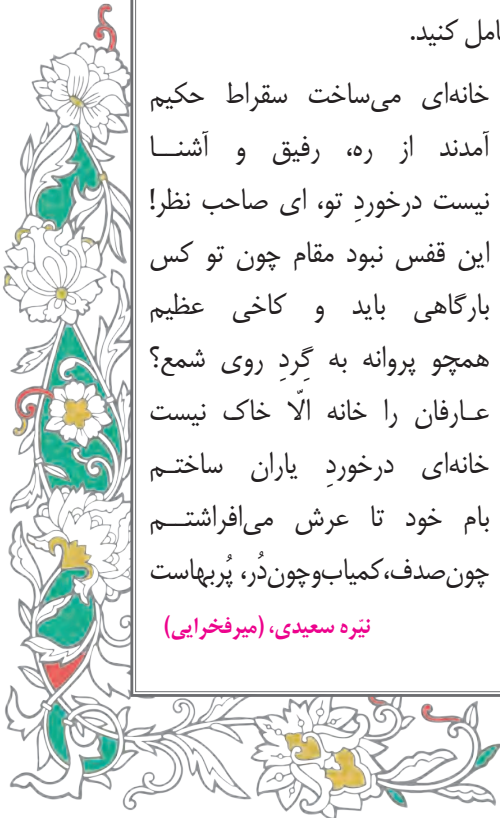 امل کنید.
خانه‌ای می‌ساخت سقراط حکیم
آمدند از ره، رفیق و آشنـــا
نیست درخوردِ تو، ای صاحب نظر!
این قفس نبود مقام چون تو کس
بارگاهی باید و کاخی عظیم
همچو پروانه به گِردِ روی شمع؟
عـارفان را خانه الّا خاک نیست
خانه‌ای درخوردِ یاران ساختـم
بام خود تا عرش می‌افراشتـــم
چون‌صدف،کمیاب‌وچون‌دُر، پُربهاست
نیّره سعیدی، (میرفخرایی)